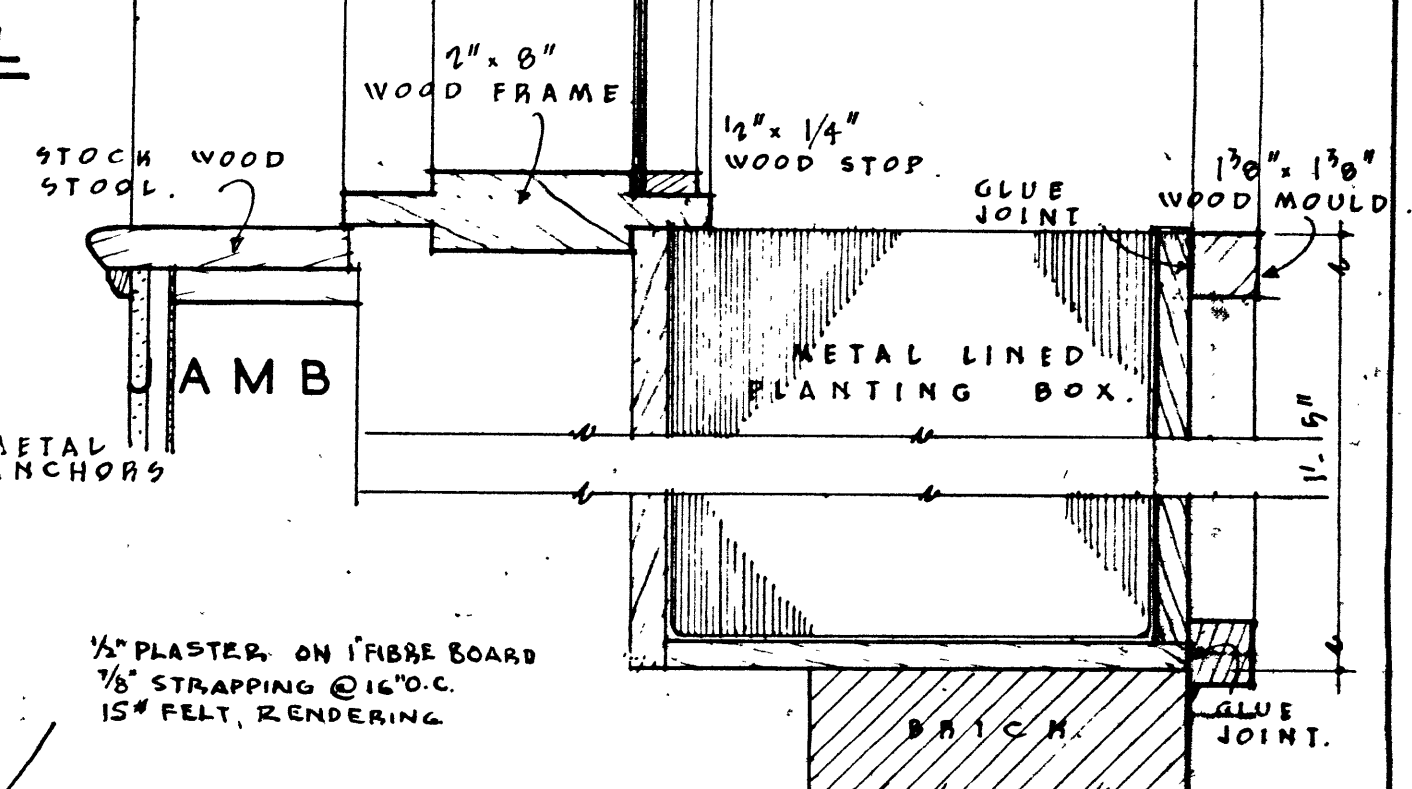 2" x 8"
WOOD FRAME
STOCK WOOD
STOOL.
1/2" x 1/4"
WOOD STOP.
GLUE
JOINT
1 3/8" x 1 3/8"
WOOD MOULD.
METAL LINED
PLANTING BOX.
JAMB
METAL
ANCHORS
1'-5"
1/2" PLASTER ON 1" FIBRE BOARD
7/8" STRAPPING @ 16" O.C.
15# FELT, RENDERING
BRICK.
GLUE
JOINT.